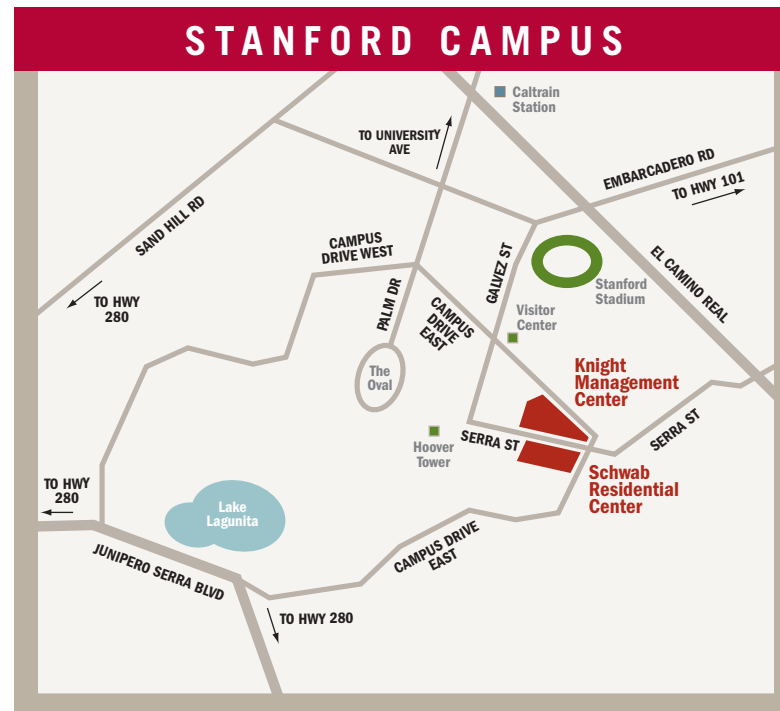 STANFORD CAMPUS
Caltrain
Station
TO UNIVERSITY
AVE
EMBARCADERO RD
TO HWY 101
SAND HILL RD
CAMPUS
DRIVE WEST
GALVEZ ST
EL CAMINO REAL
Stanford
Stadium
TO HWY
280
PALM DR
CAMPUS
DRIVE
EAST
Visitor
Center
The
Oval
Knight
Management
Center
SERRA ST
Hoover
Tower
SERRA ST
Schwab
Residential
Center
TO HWY
280
Lake
Lagunita
JUNIPERO SERRA BLVD
CAMPUS DRIVE
EAST
TO HWY 280